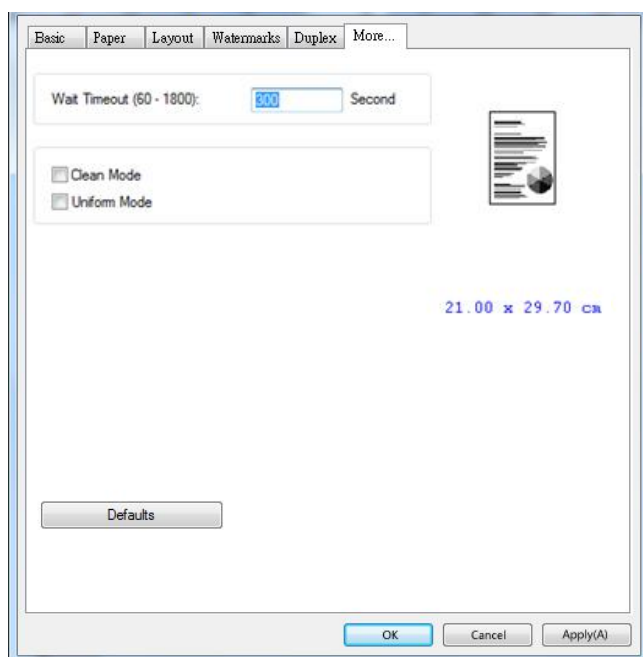 Basic Paper Layout Watermarks Duplex More...
Wait Timeout (60 - 1800): 300 Second
Clean Mode
Uniform Mode
21.00 x 29.70 cm
Defaults
OK Cancel Apply(A)